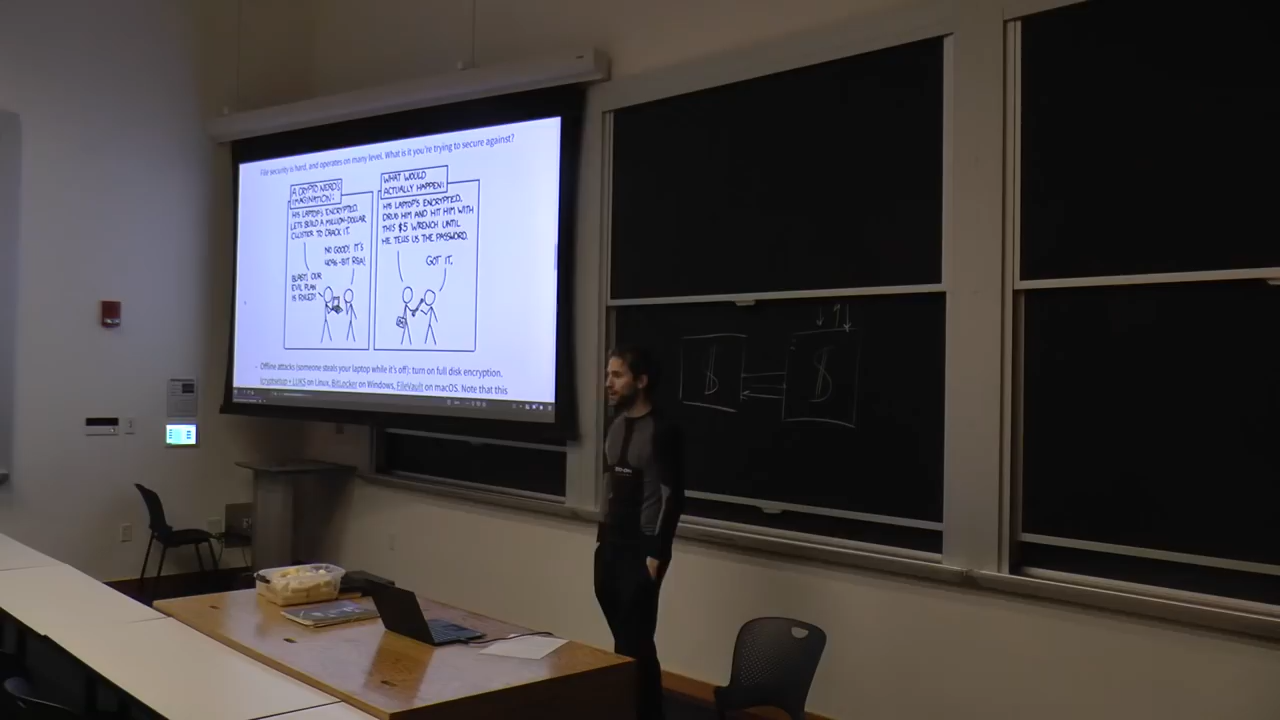 File security is hard, and operates on many level. What is it you're trying to secure against?
A CRYPTO NERD'S
IMAGINATION:
HIS LAPTOP'S ENCRYPTED.
LET'S BUILD A MILLION-DOLLAR
CLUSTER TO CRACK IT.
NO GOOD! IT'S
4096-BIT RSA!
BLAST! OUR
EVIL PLAN
IS FOILED!
WHAT WOULD
ACTUALLY HAPPEN:
HIS LAPTOP'S ENCRYPTED.
DRUG HIM AND HIT HIM WITH
THIS $5 WRENCH UNTIL
HE TELLS US THE PASSWORD.
GOT IT.
- Offline attacks (someone steals your laptop while it's off): turn on full disk encryption.
(cryptsetup + LUKS on Linux, BitLocker on Windows, FileVault on macOS. Note that this
$ $